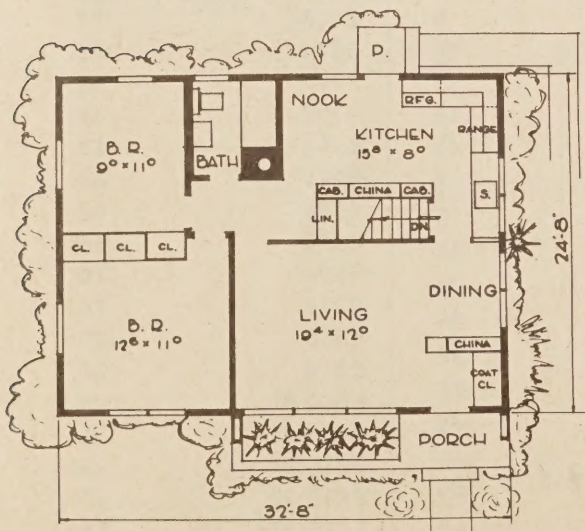 P.
NOOK
RFG.
B. R.
9⁰ x 11⁰
KITCHEN
15⁸ x 8⁰
RANGE
BATH
CAB. CHINA CAB.
S.
LIN.
DN.
CL. CL. CL.
24'-8"
DINING
LIVING
19⁴ x 12⁰
B. R.
12⁶ x 11⁰
CHINA
COAT
CL.
PORCH
32'-8"